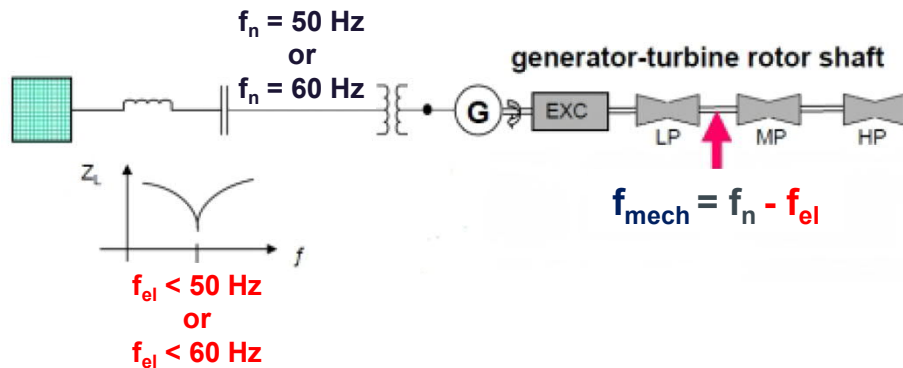 fn = 50 Hz
or
fn = 60 Hz
generator-turbine rotor shaft
G
EXC
LP
MP
HP
ZL
f
fmech = fn - fel
fel < 50 Hz
or
fel < 60 Hz